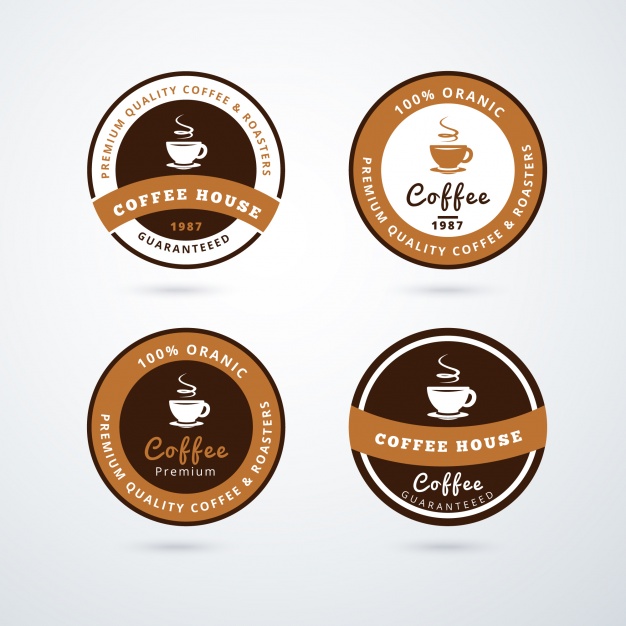 PREMIUM QUALITY COFFEE & ROASTERS
COFFEE HOUSE
1987
GUARANTEEED
100% ORANIC
Coffee
1987
PREMIUM QUALITY COFFEE & ROASTERS
100% ORANIC
Coffee
Premium
PREMIUM QUALITY COFFEE & ROASTERS
COFFEE HOUSE
Coffee
GUARANTEEED